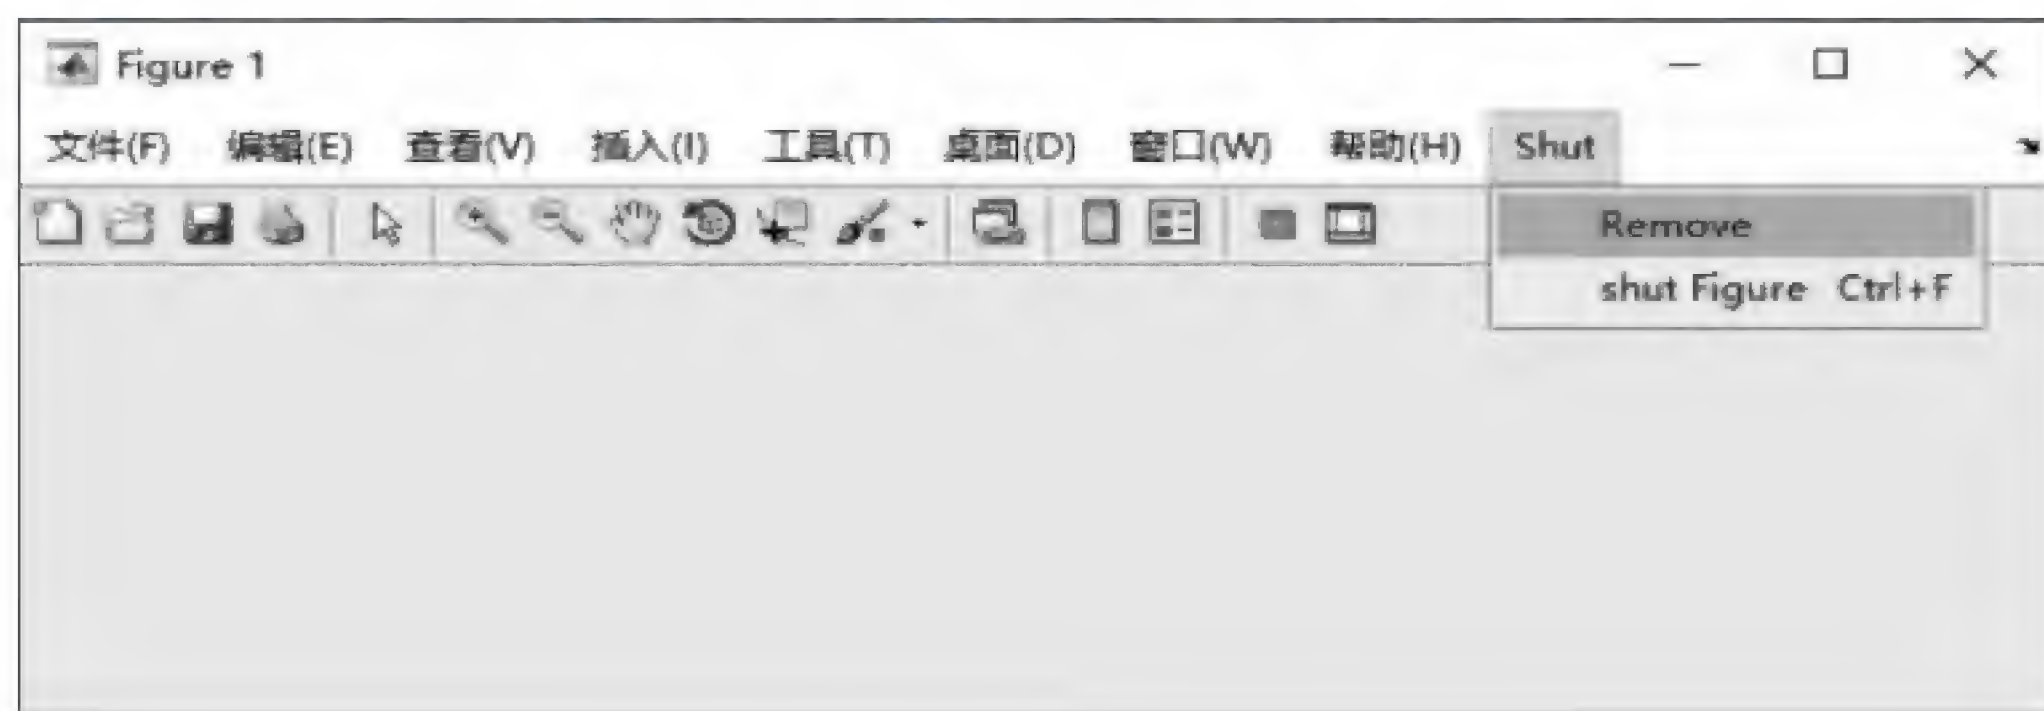 Figure 1
文件(F) 编辑(E) 查看(V) 插入(I) 工具(T) 桌面(D) 窗口(W) 帮助(H) Shut
Remove
shut Figure Ctrl+F